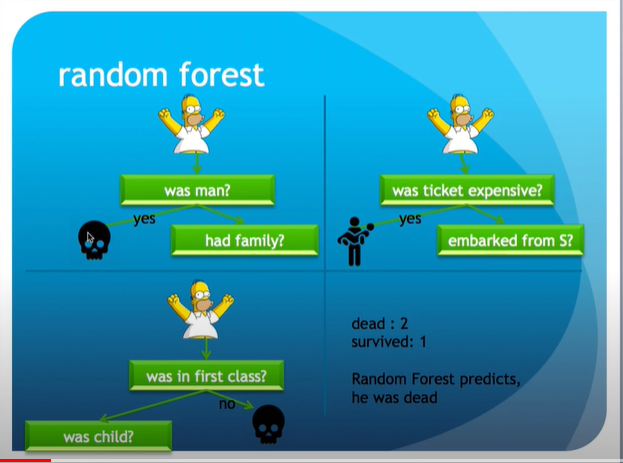 random forest
was man?
yes
had family?
was ticket expensive?
yes
embarked from S?
was in first class?
no
was child?
dead : 2
survived: 1
Random Forest predicts,
he was dead